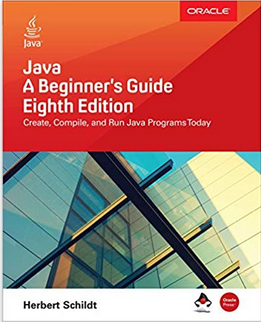 ORACLE
Java
Java
A Beginner's Guide
Eighth Edition
Create, Compile, and Run Java Programs Today
Herbert Schildt
Oracle
Press